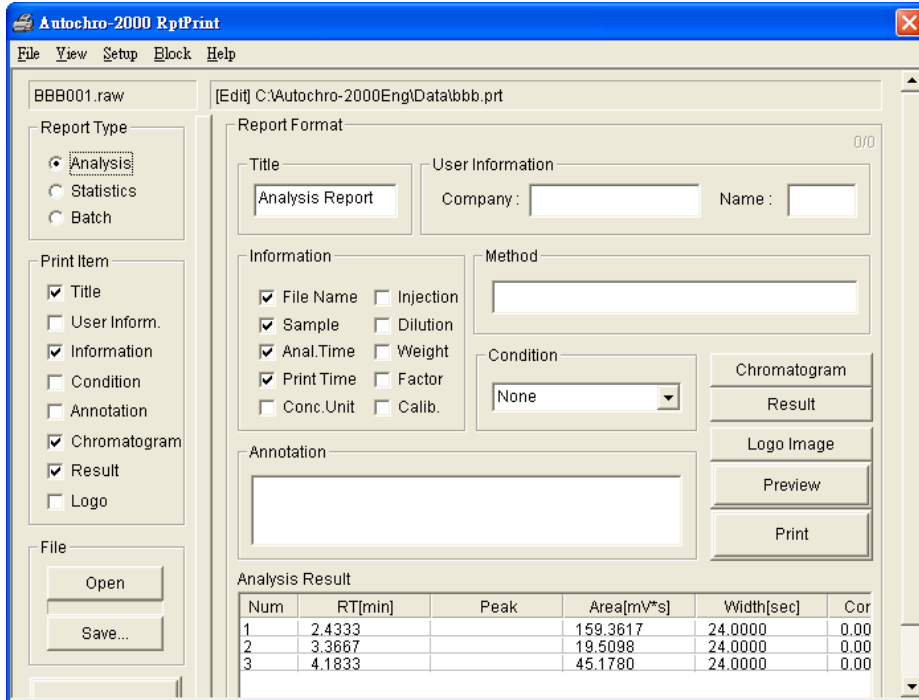 Autochro-2000 RptPrint
File View Setup Block Help
BBB001.raw
[Edit] C:\Autochro-2000Eng\Data\bbb.prt
Report Type
Analysis
Statistics
Batch
Print Item
Title
User Inform.
Information
Condition
Annotation
Chromatogram
Result
Logo
File
Open
Save...
Report Format
0/0
Title
Analysis Report
User Information
Company :
Name :
Information
File Name Injection
Sample Dilution
Anal.Time Weight
Print Time Factor
Conc.Unit Calib.
Method
Condition
None
Chromatogram
Result
Logo Image
Preview
Print
Annotation
Analysis Result
Num RT[min] Peak Area[mV*s] Width[sec] Cor
1 2.4333 159.3617 24.0000 0.00
2 3.3667 19.5098 24.0000 0.00
3 4.1833 45.1780 24.0000 0.00